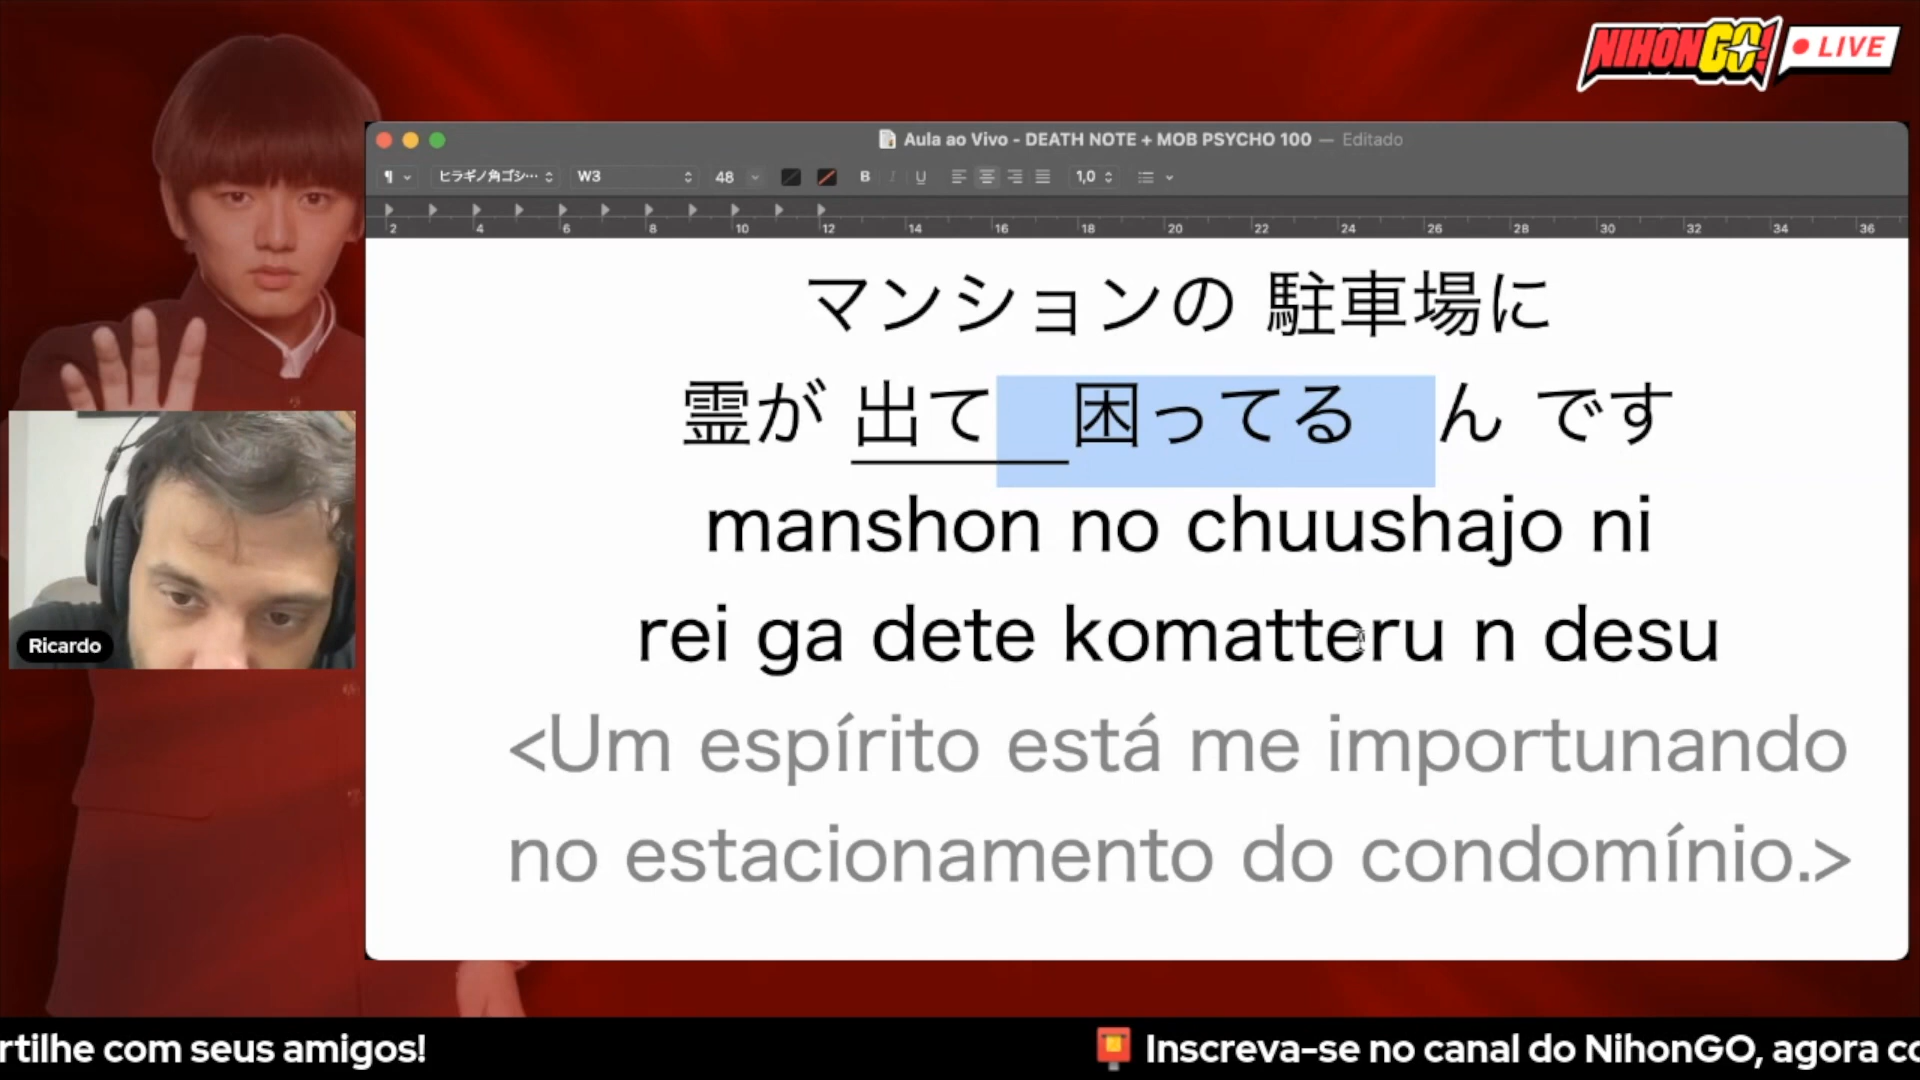 NIHONGO! LIVE
Aula ao Vivo - DEATH NOTE + MOB PSYCHO 100 — Editado
¶ ヒラギノ角ゴシ… W3 48 B I U 1,0
2 4 6 8 10 12 14 16 18 20 22 24 26 28 30 32 34 36
マンションの 駐車場に
霊が 出て 困ってる ん です
manshon no chuushajo ni
rei ga dete komatteru n desu
<Um espírito está me importunando
no estacionamento do condomínio.>
Ricardo
rtilhe com seus amigos! Inscreva-se no canal do NihonGO, agora co